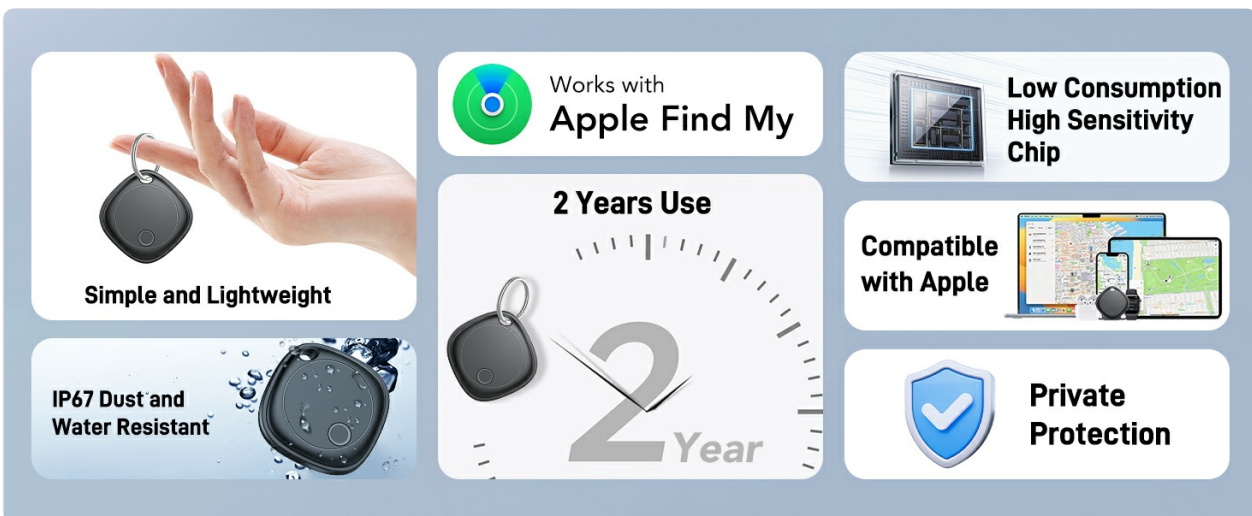 Simple and Lightweight
IP67 Dust and
Water Resistant
Works with
Apple Find My
2 Years Use
2 Year
Low Consumption
High Sensitivity
Chip
Compatible
with Apple
Private
Protection